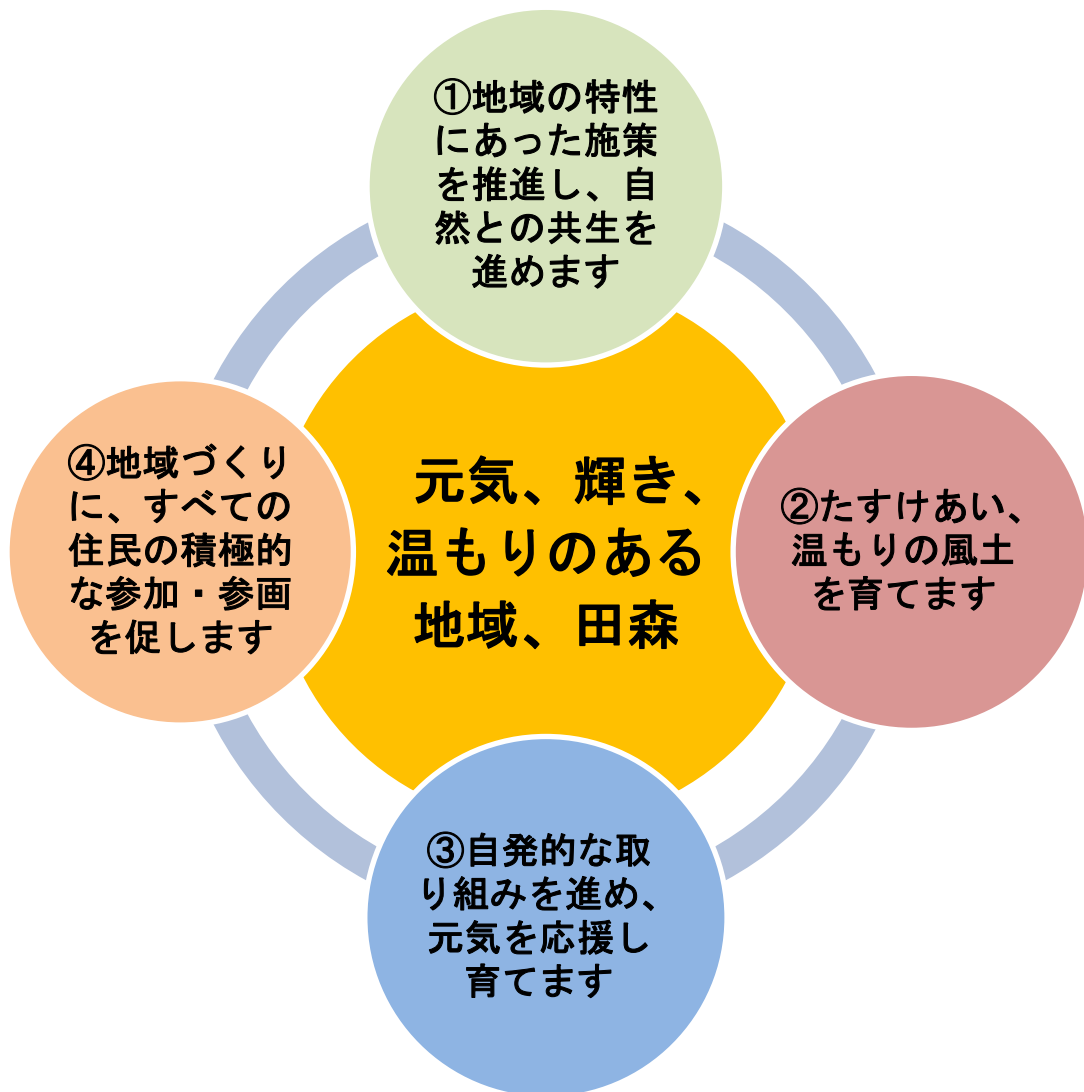 ①地域の特性
にあった施策
を推進し、自
然との共生を
進めます
元気、輝き、
温もりのある
地域、田森
②たすけあい、
温もりの風土
を育てます
③自発的な取
り組みを進め、
元気を応援し
育てます
④地域づくり
に、すべての
住民の積極的
な参加・参画
を促します